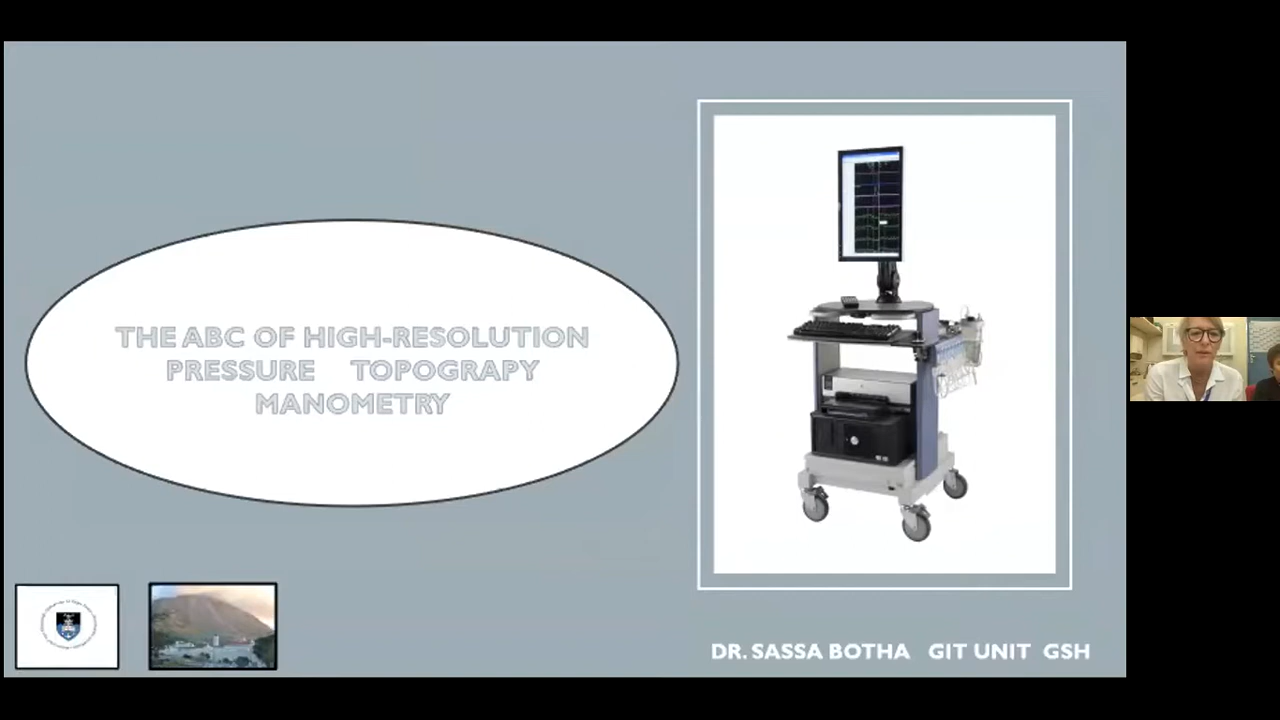 THE ABC OF HIGH-RESOLUTION
PRESSURE TOPOGRAPY
MANOMETRY
DR. SASSA BOTHA GIT UNIT GSH